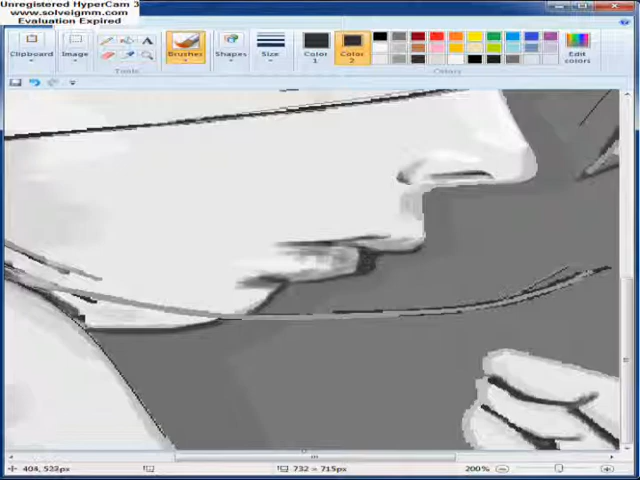 Unregistered HyperCam 3
www.solveigmm.com
Evaluation Expired
Clipboard
Image
Tools
Brushes
Shapes
Size
Color
1
Color
2
Edit
colors
Colors
404, 523px
732 × 715px
200%